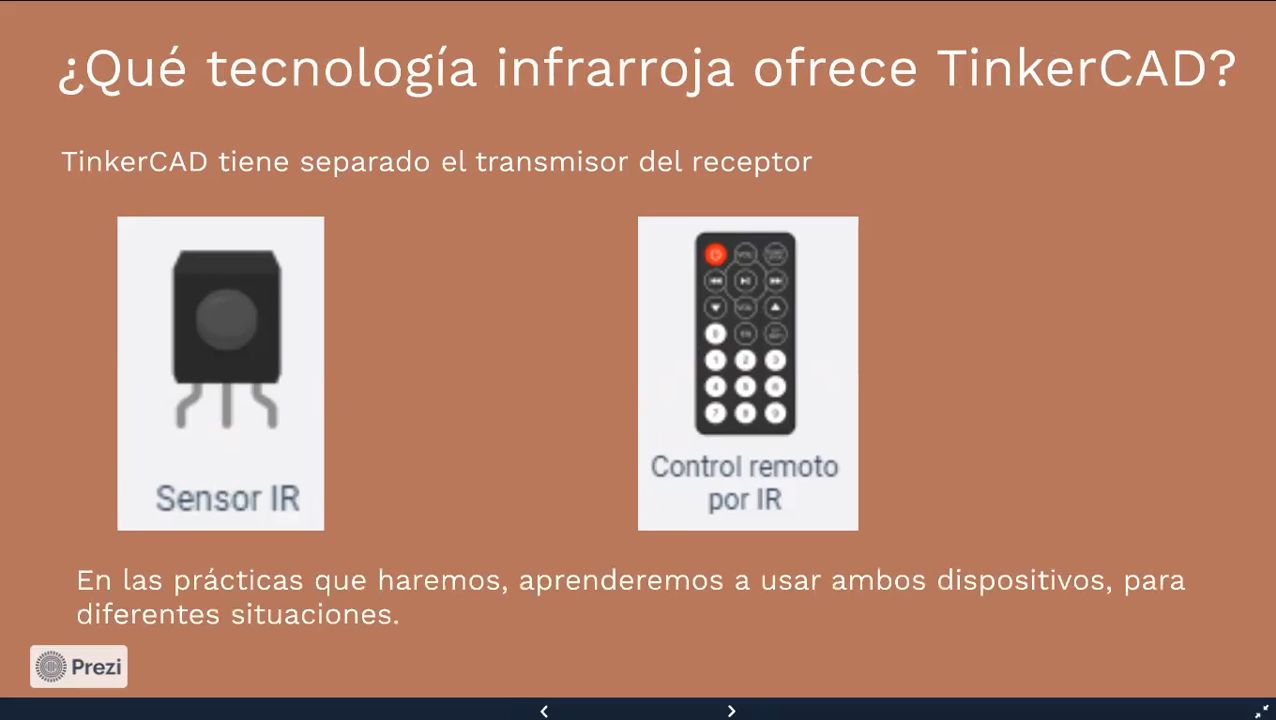 ¿Qué tecnología infrarroja ofrece TinkerCAD?
TinkerCAD tiene separado el transmisor del receptor
Sensor IR
Control remoto
por IR
En las prácticas que haremos, aprenderemos a usar ambos dispositivos, para
diferentes situaciones.
Prezi